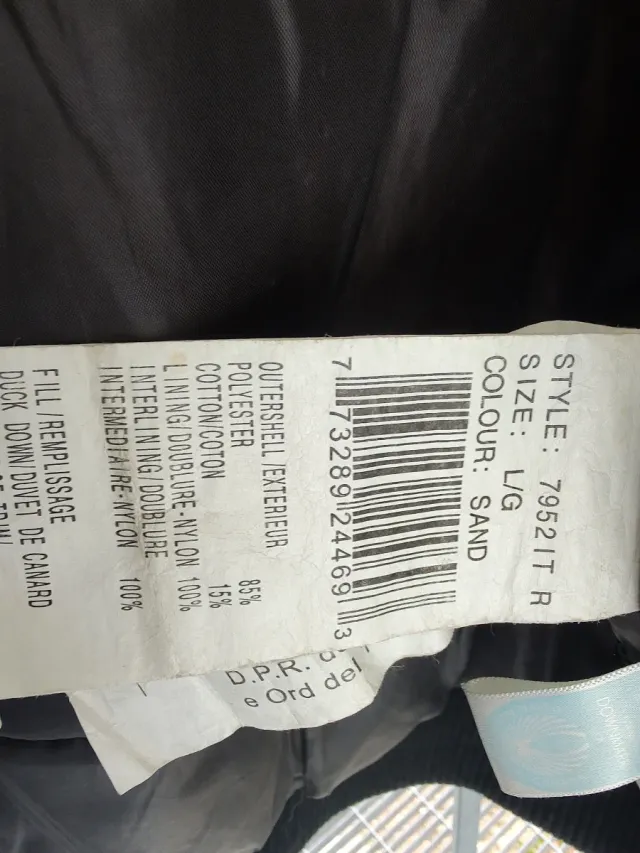 STYLE: 7952IT R
SIZE: L/G
COLOUR: SAND
7 73289 24469 3
OUTERSHELL/EXTERIEUR
POLYESTER 85%
COTTON/COTON 15%
LINING/DOUBLURE-NYLON 100%
INTERLINING/DOUBLURE
INTERMEDIAIRE-NYLON 100%
FILL/REMPLISSAGE
DUCK DOWN/DUVET DE CANARD
D.P.R.
e Ord del